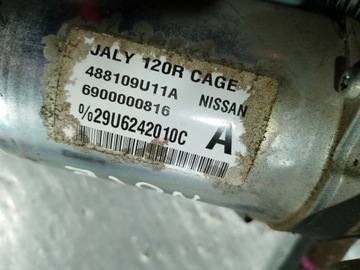 JALY 120R CAGE
488109U11A NISSAN
6900000816
%29U6242010C A